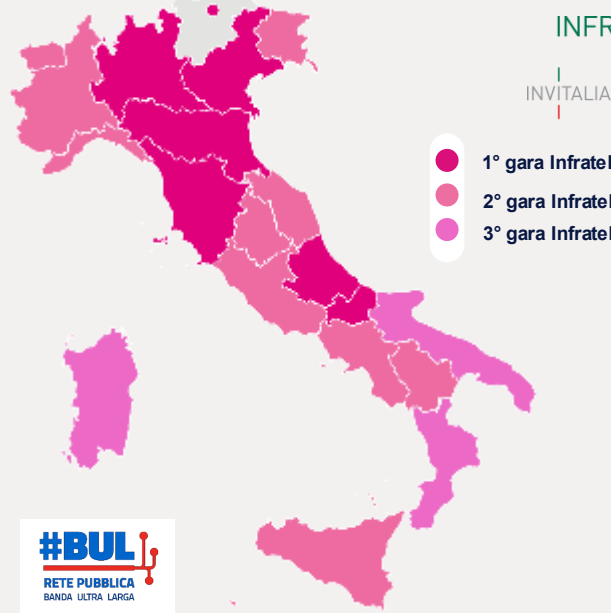 INFR
INVITALIA
1° gara Infratel
2° gara Infratel
3° gara Infratel
#BUL
RETE PUBBLICA
BANDA ULTRA LARGA